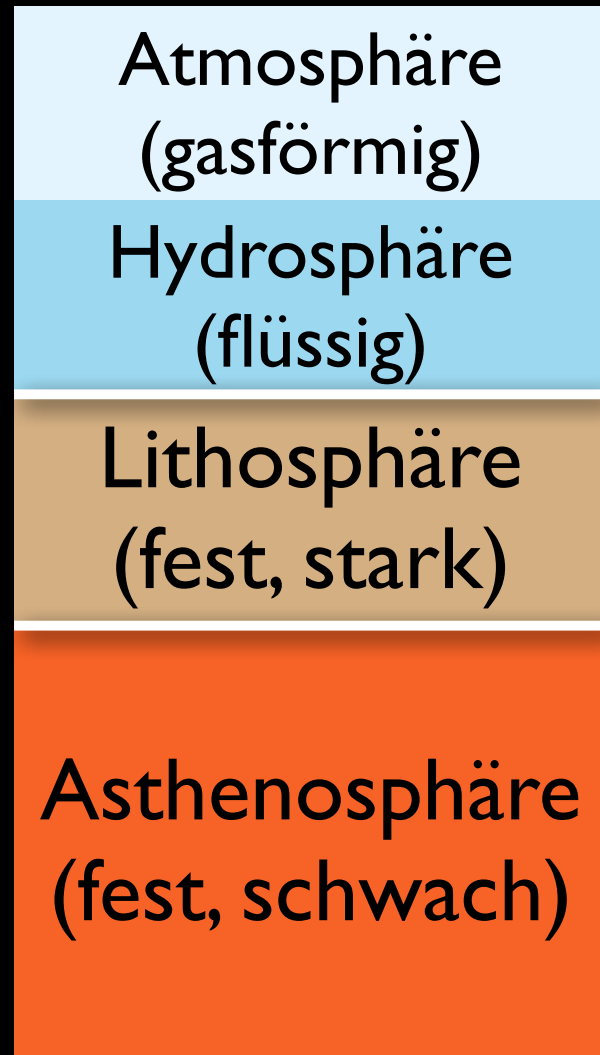 Atmosphäre
(gasförmig)
Hydrosphäre
(flüssig)
Lithosphäre
(fest, stark)
Asthenosphäre
(fest, schwach)